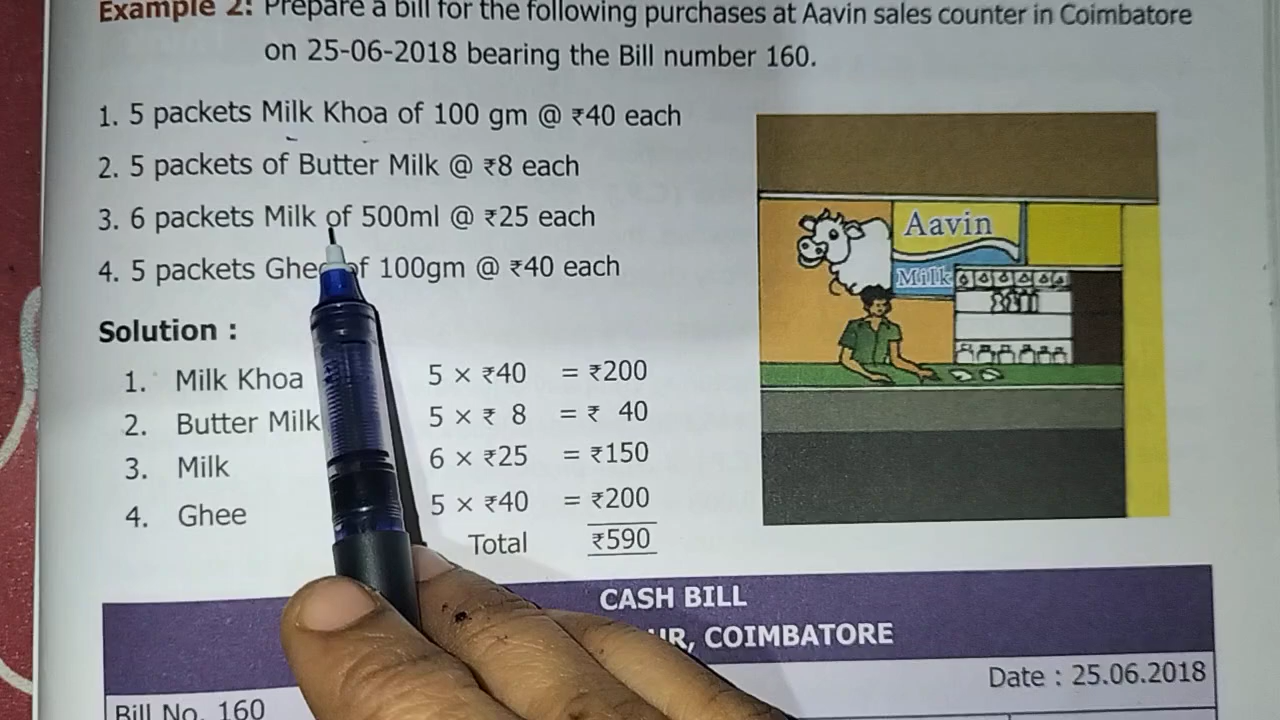 Example 2: Prepare a bill for the following purchases at Aavin sales counter in Coimbatore
on 25-06-2018 bearing the Bill number 160.
1. 5 packets Milk Khoa of 100 gm @ ₹40 each
2. 5 packets of Butter Milk @ ₹8 each
3. 6 packets Milk of 500ml @ ₹25 each
4. 5 packets Ghee of 100gm @ ₹40 each
Aavin
Milk
Solution :
1. Milk Khoa 5 × ₹40 = ₹200
2. Butter Milk 5 × ₹ 8 = ₹ 40
3. Milk 6 × ₹25 = ₹150
4. Ghee 5 × ₹40 = ₹200
Total ₹590
CASH BILL
COIMBATORE
Date : 25.06.2018
Bill No. 160